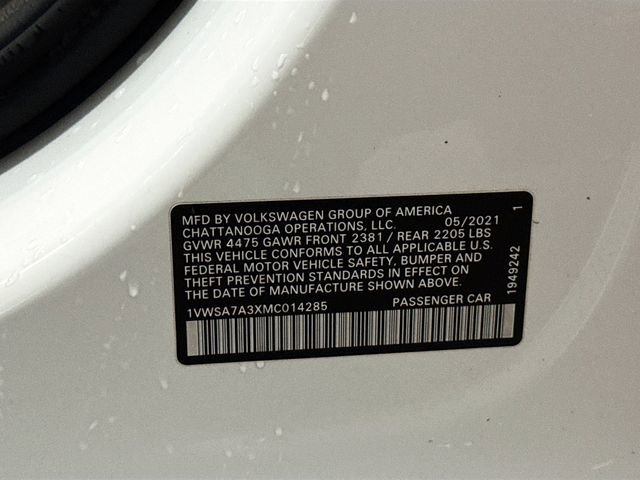 MFD BY VOLKSWAGEN GROUP OF AMERICA
CHATTANOOGA OPERATIONS, LLC. 05/2021
GVWR 4475 GAWR FRONT 2381 / REAR 2205 LBS
THIS VEHICLE CONFORMS TO ALL APPLICABLE U.S.
FEDERAL MOTOR VEHICLE SAFETY, BUMPER AND
THEFT PREVENTION STANDARDS IN EFFECT ON
THE DATE OF MANUFACTURE SHOWN ABOVE.
1VWSA7A3XMC014285 PASSENGER CAR
1949242 1